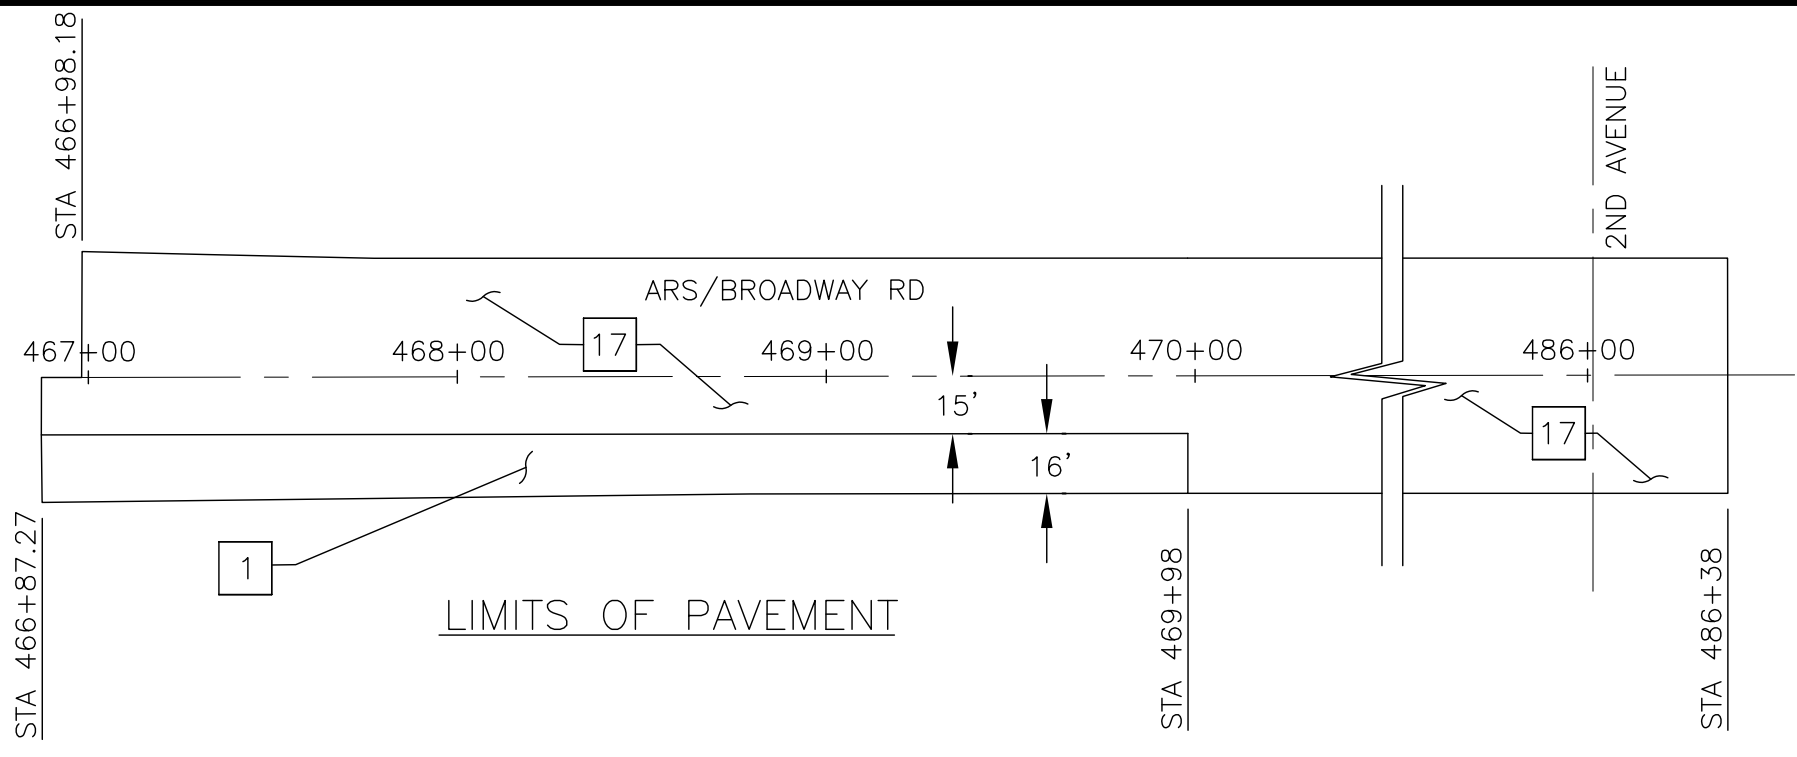 STA 466+98.18
2ND AVENUE
ARS/BROADWAY RD
17
467+00
468+00
469+00
470+00
486+00
15'
17
16'
1
LIMITS OF PAVEMENT
STA 466+87.27
STA 469+98
STA 486+38